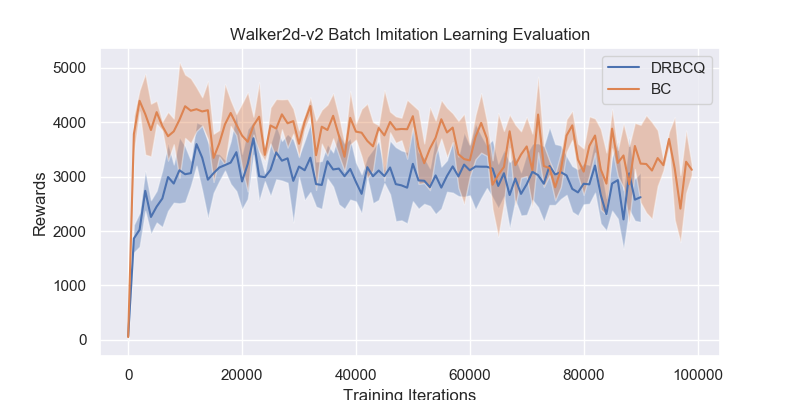 Walker2d-v2 Batch Imitation Learning Evaluation
DRBCQ
BC
Rewards
5000
4000
3000
2000
1000
0
0 20000 40000 60000 80000 100000
Training Iterations